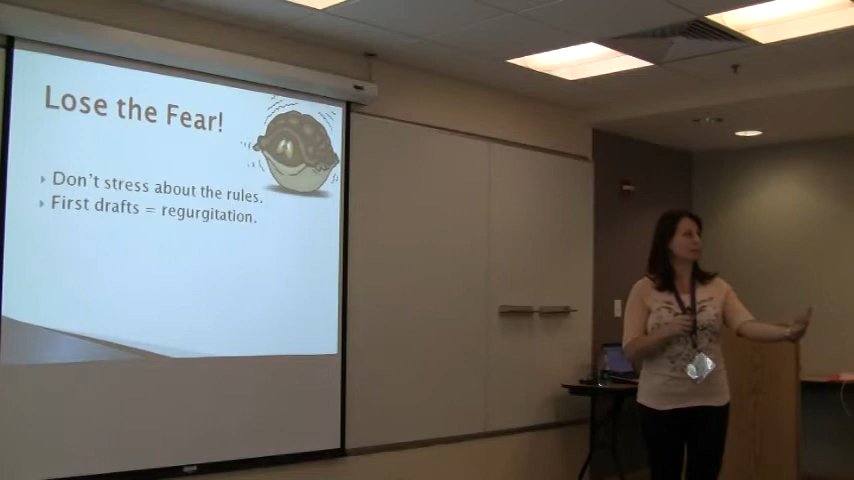 Lose the Fear!
Don't stress about the rules.
First drafts = regurgitation.